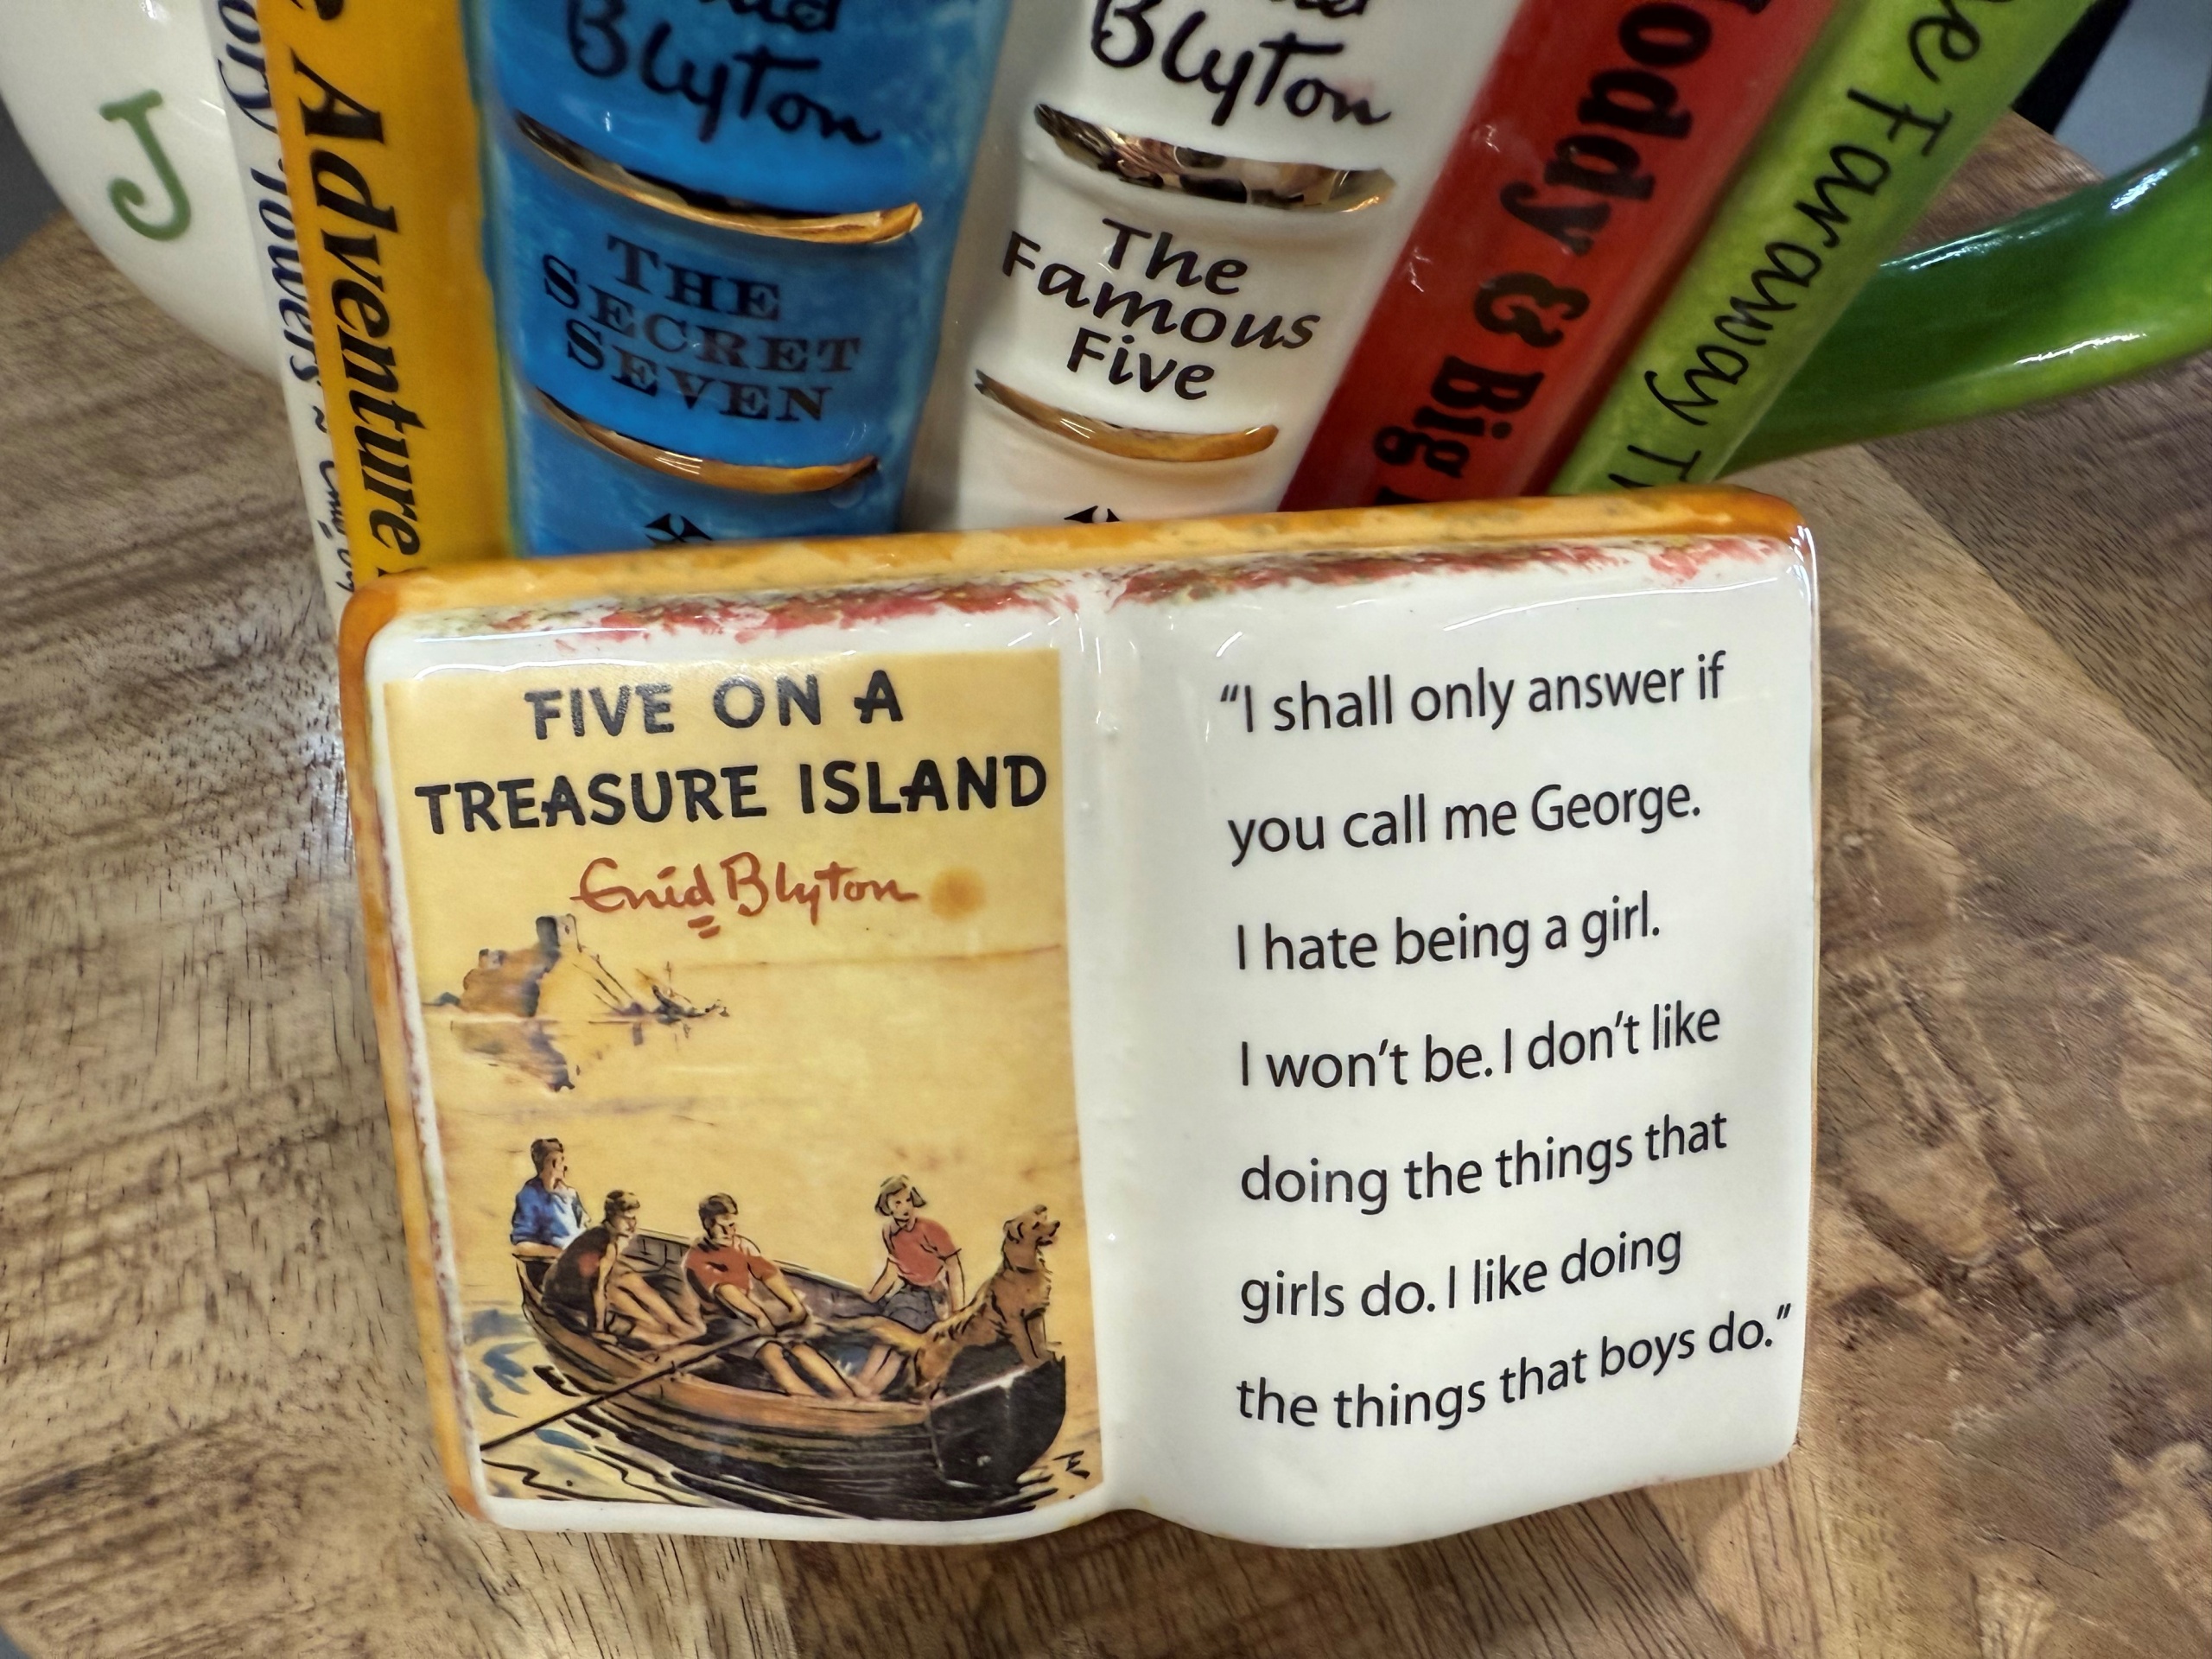 J
Towers
Adventure
Blyton
THE
SECRET
SEVEN
Blyton
The
Famous
Five
& Big
Faraway
FIVE ON A
TREASURE ISLAND
Enid Blyton
“I shall only answer if
you call me George.
I hate being a girl.
I won’t be. I don’t like
doing the things that
girls do. I like doing
the things that boys do.”